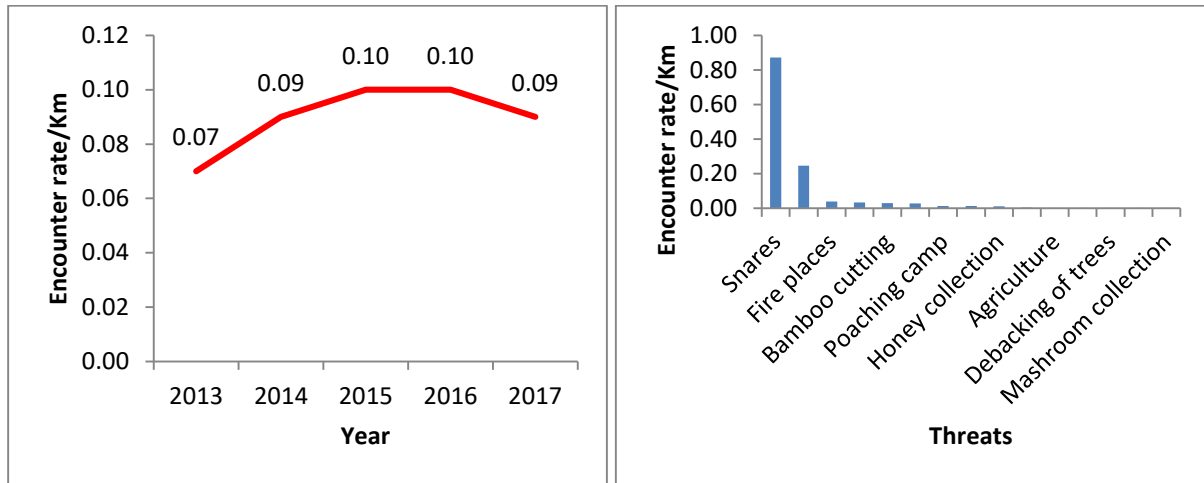 Encounter rate/Km
0.12
0.10
0.08
0.06
0.04
0.02
0.00
0.07
0.09
0.10
0.10
0.09
2013
2014
2015
2016
2017
Year
Encounter rate/Km
1.00
0.80
0.60
0.40
0.20
0.00
Snares
Fire places
Bamboo cutting
Poaching camp
Honey collection
Agriculture
Debacking of trees
Mashroom collection
Threats